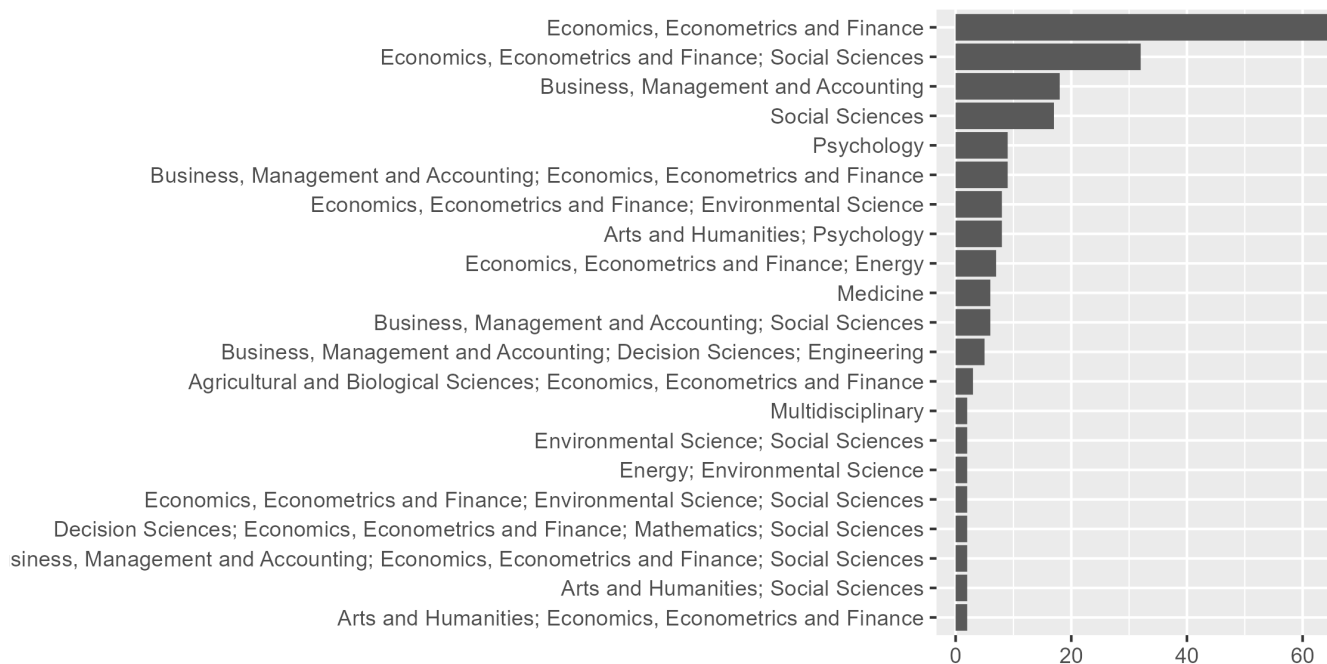 Economics, Econometrics and Finance
Economics, Econometrics and Finance; Social Sciences
Business, Management and Accounting
Social Sciences
Psychology
Business, Management and Accounting; Economics, Econometrics and Finance
Economics, Econometrics and Finance; Environmental Science
Arts and Humanities; Psychology
Economics, Econometrics and Finance; Energy
Medicine
Business, Management and Accounting; Social Sciences
Business, Management and Accounting; Decision Sciences; Engineering
Agricultural and Biological Sciences; Economics, Econometrics and Finance
Multidisciplinary
Environmental Science; Social Sciences
Energy; Environmental Science
Economics, Econometrics and Finance; Environmental Science; Social Sciences
Decision Sciences; Economics, Econometrics and Finance; Mathematics; Social Sciences
siness, Management and Accounting; Economics, Econometrics and Finance; Social Sciences
Arts and Humanities; Social Sciences
Arts and Humanities; Economics, Econometrics and Finance
0 20 40 60